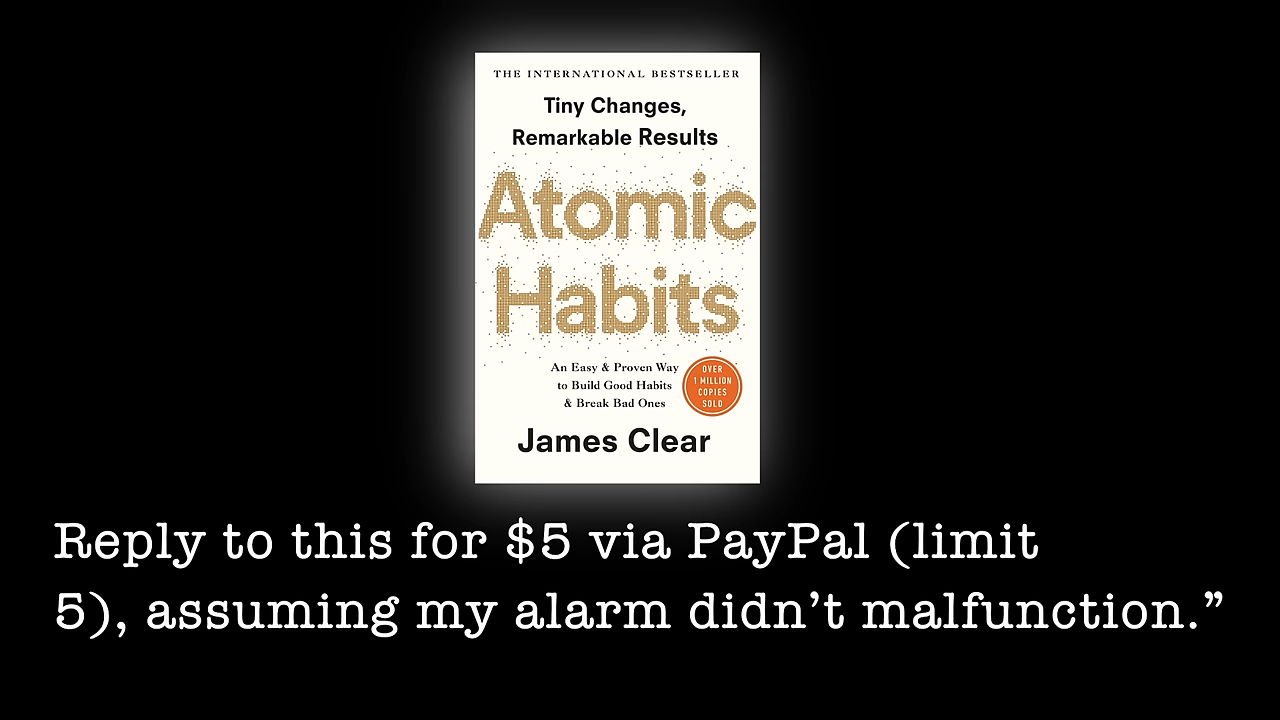 THE INTERNATIONAL BESTSELLER
Tiny Changes,
Remarkable Results
Atomic
Habits
An Easy & Proven Way
to Build Good Habits
& Break Bad Ones
OVER
1 MILLION
COPIES
SOLD
James Clear
Reply to this for $5 via PayPal (limit
5), assuming my alarm didn’t malfunction.”